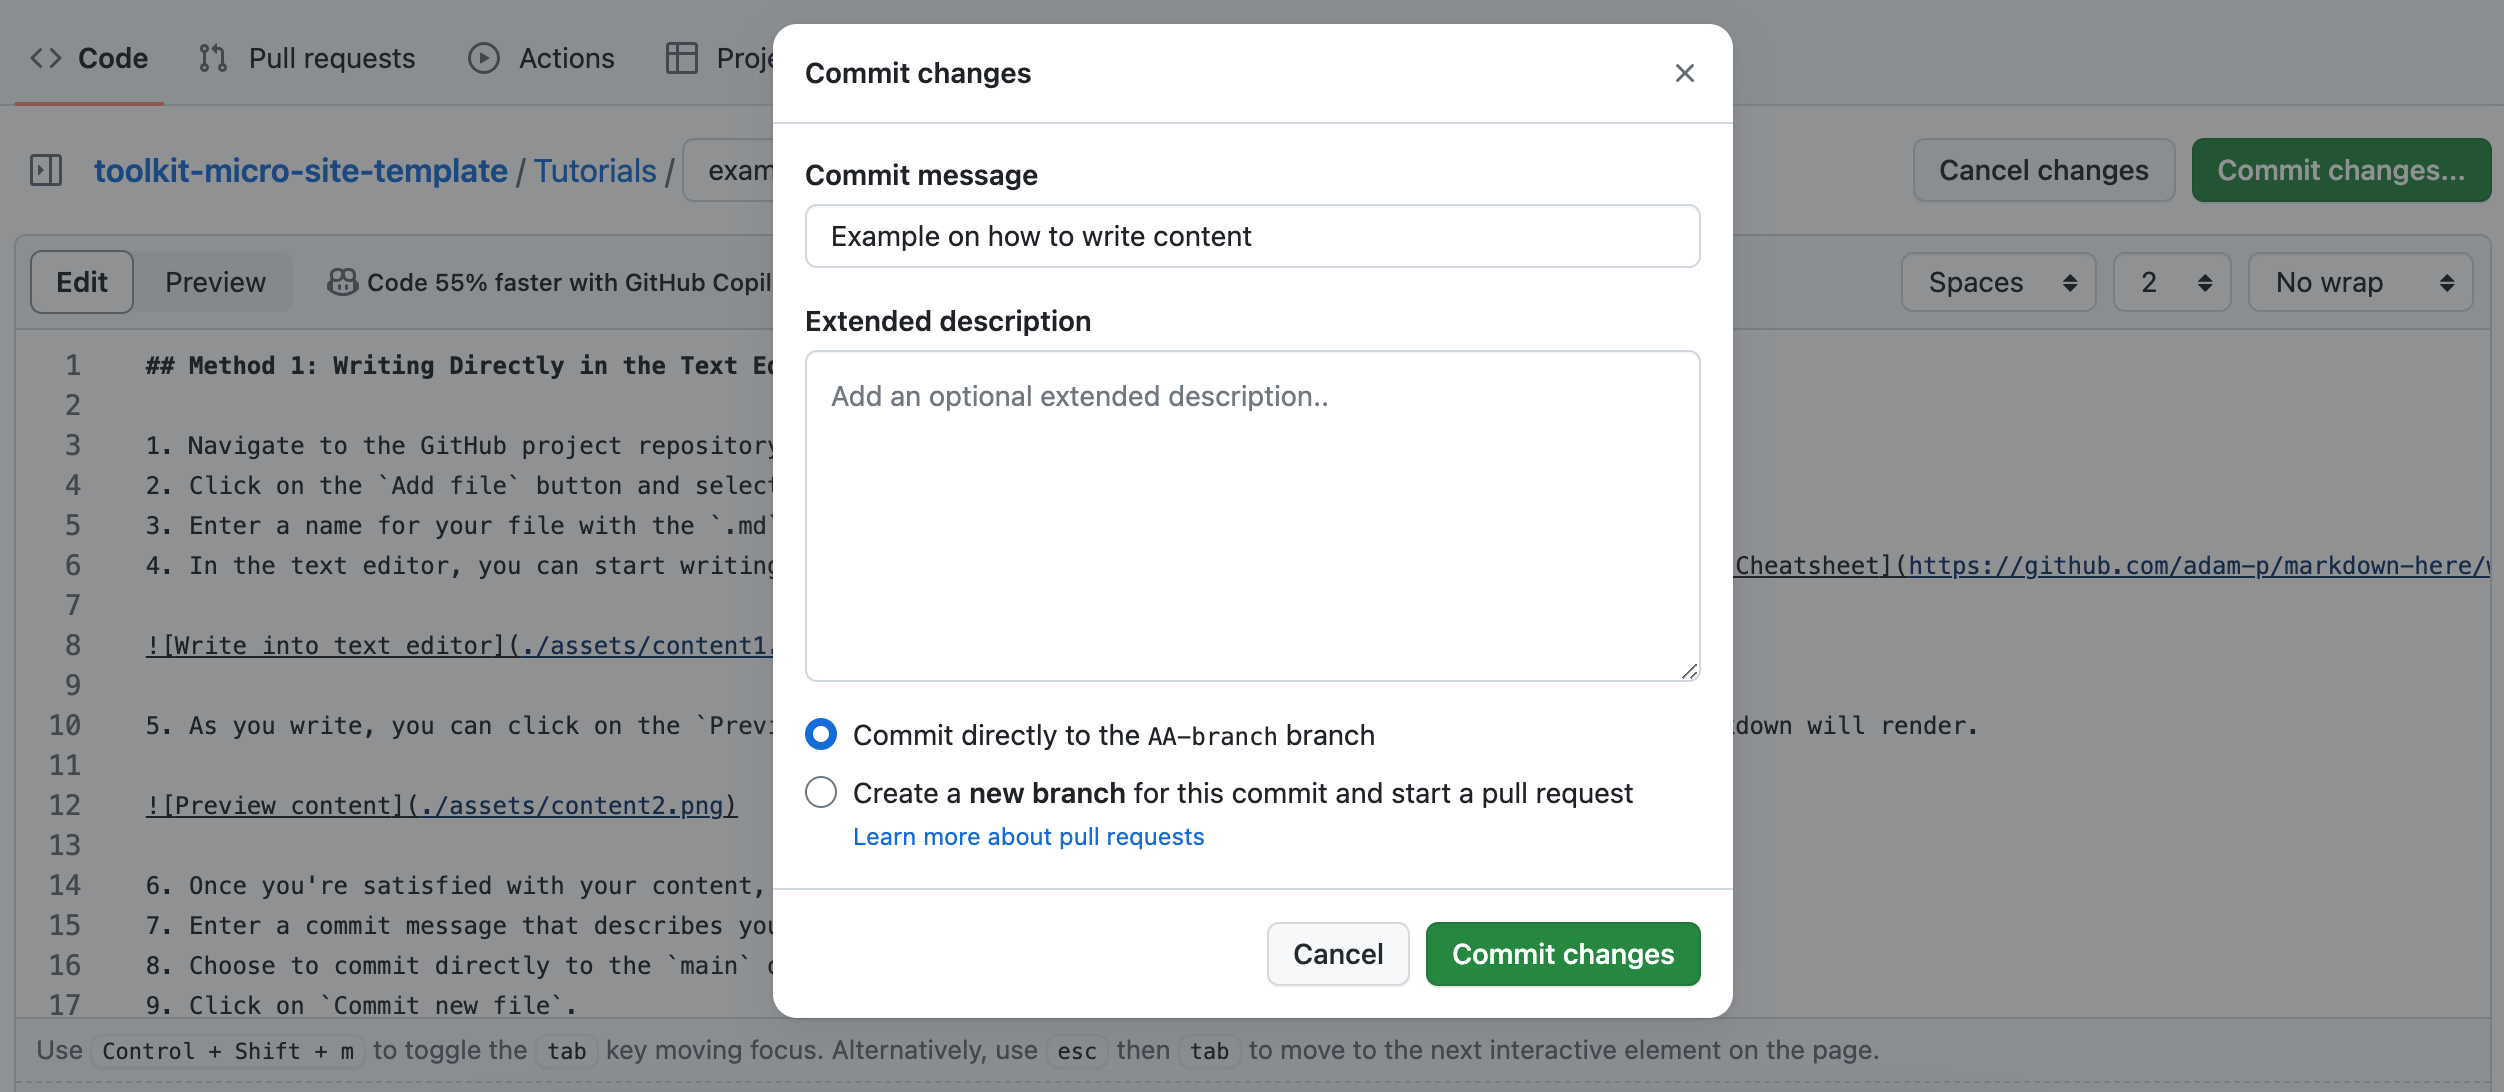 Code Pull requests Actions Proje
toolkit-micro-site-template / Tutorials / exam
Cancel changes Commit changes...
Edit Preview Code 55% faster with GitHub Copil
Spaces 2 No wrap
1 ## Method 1: Writing Directly in the Text Ed
2
3 1. Navigate to the GitHub project repository
4 2. Click on the `Add file` button and select
5 3. Enter a name for your file with the `.md`
6 4. In the text editor, you can start writing Cheatsheet](https://github.com/adam-p/markdown-here/w
7
8 ![Write into text editor](./assets/content1.
9
10 5. As you write, you can click on the `Previ kdown will render.
11
12 ![Preview content](./assets/content2.png)
13
14 6. Once you're satisfied with your content,
15 7. Enter a commit message that describes you
16 8. Choose to commit directly to the `main` o
17 9. Click on `Commit new file`.
Use Control + Shift + m to toggle the tab key moving focus. Alternatively, use esc then tab to move to the next interactive element on the page.
Commit changes
Commit message
Example on how to write content
Extended description
Add an optional extended description..
Commit directly to the AA-branch branch
Create a new branch for this commit and start a pull request
Learn more about pull requests
Cancel Commit changes